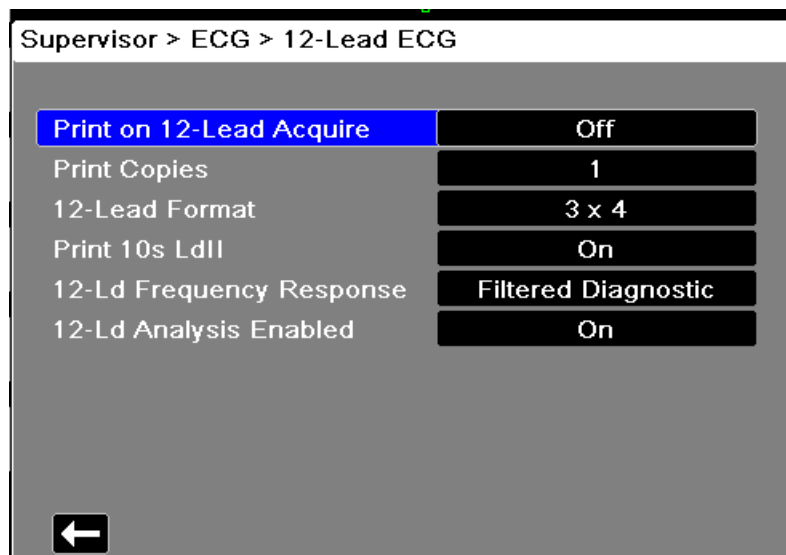 Supervisor > ECG > 12-Lead ECG
Print on 12-Lead Acquire Off
Print Copies 1
12-Lead Format 3 x 4
Print 10s LdII On
12-Ld Frequency Response Filtered Diagnostic
12-Ld Analysis Enabled On